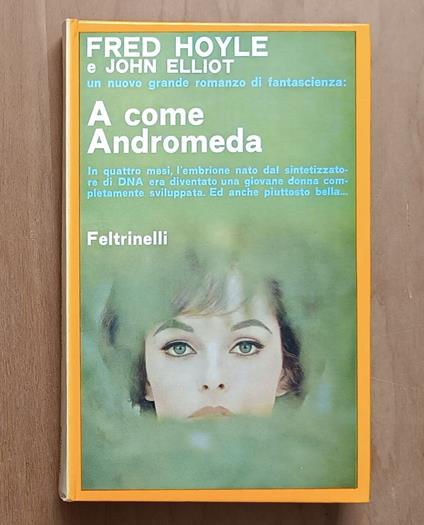 FRED HOYLE
e JOHN ELLIOT
un nuovo grande romanzo di fantascienza:
A come
Andromeda
In quattro mesi, l'embrione nato dal sintetizzato-
re di DNA era diventato una giovane donna com-
pletamente sviluppata. Ed anche piuttosto bella...
Feltrinelli